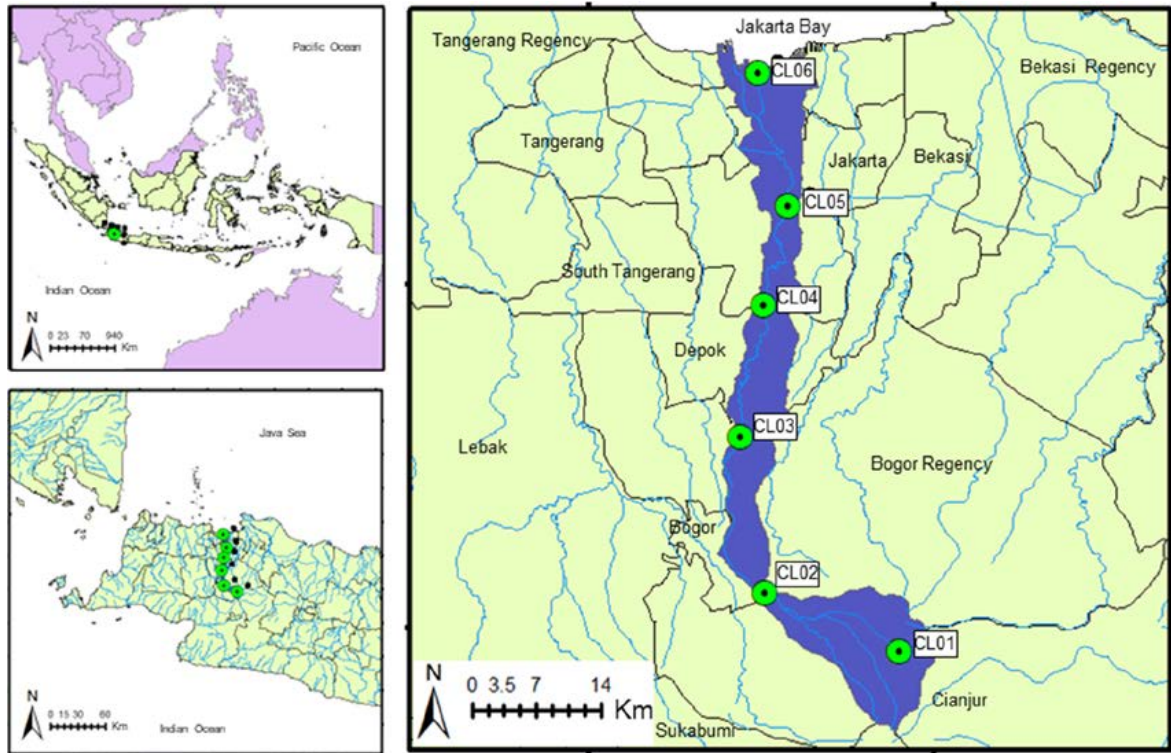 Pacific Ocean
Indian Ocean
N
0 23 70 940
Km
Java Sea
N
0 15 30 60
Km
Indian Ocean
Jakarta Bay
Tangerang Regency
CL06
Bekasi Regency
Tangerang
Jakarta
Bekasi
CL05
South Tangerang
CL04
Depok
CL03
Lebak
Bogor Regency
Bogor
CL02
CL01
N
0 3.5 7 14
Km
Cianjur
Sukabumi